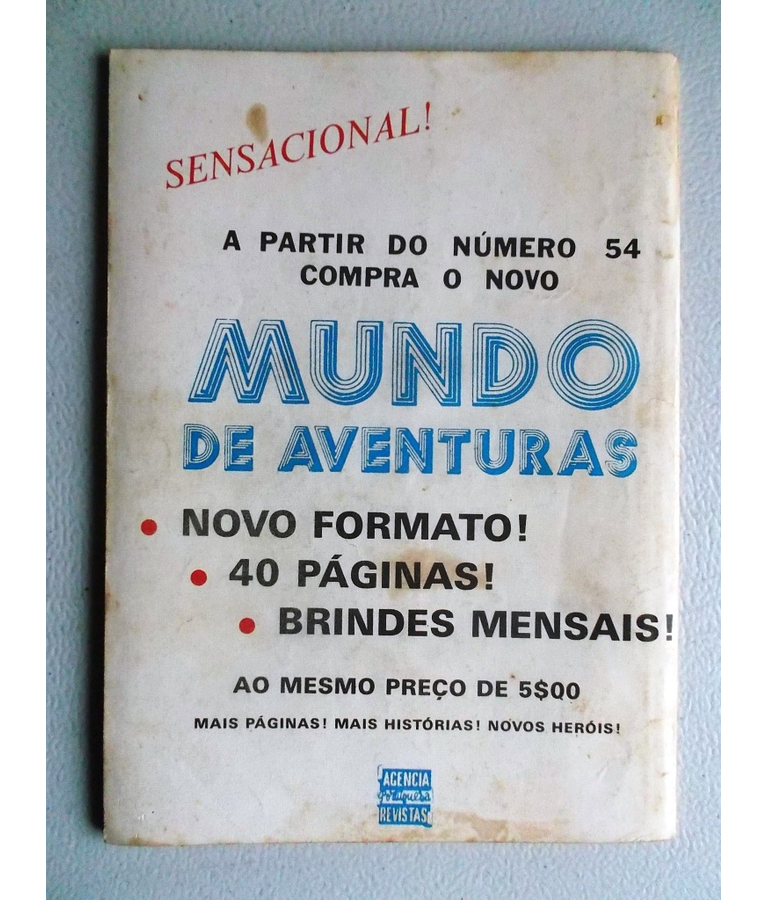 SENSACIONAL!
A PARTIR DO NÚMERO 54
COMPRA O NOVO
MUNDO
DE AVENTURAS
• NOVO FORMATO!
• 40 PÁGINAS!
• BRINDES MENSAIS!
AO MESMO PREÇO DE 5$00
MAIS PÁGINAS! MAIS HISTÓRIAS! NOVOS HERÓIS!
AGENCIA
portuguesa
REVISTAS